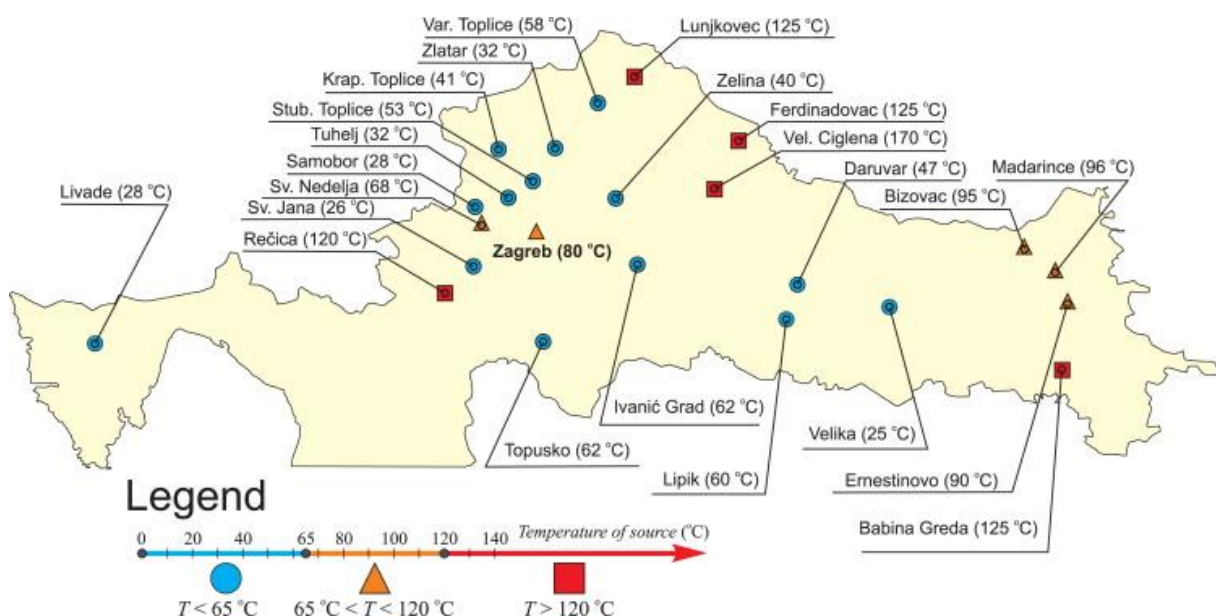 Var. Toplice (58 °C)
Lunjkovec (125 °C)
Zlatar (32 °C)
Krap. Toplice (41 °C)
Zelina (40 °C)
Stub. Toplice (53 °C)
Ferdinadovac (125 °C)
Tuhelj (32 °C)
Vel. Ciglena (170 °C)
Samobor (28 °C)
Daruvar (47 °C)
Madarince (96 °C)
Livade (28 °C)
Sv. Nedelja (68 °C)
Bizovac (95 °C)
Sv. Jana (26 °C)
Rečica (120 °C)
Zagreb (80 °C)
Ivanić Grad (62 °C)
Velika (25 °C)
Topusko (62 °C)
Lipik (60 °C)
Ernestinovo (90 °C)
Babina Greda (125 °C)
Legend
0 20 40 65 80 100 120 140 Temperature of source (°C)
T < 65 °C 65 °C < T < 120 °C T > 120 °C